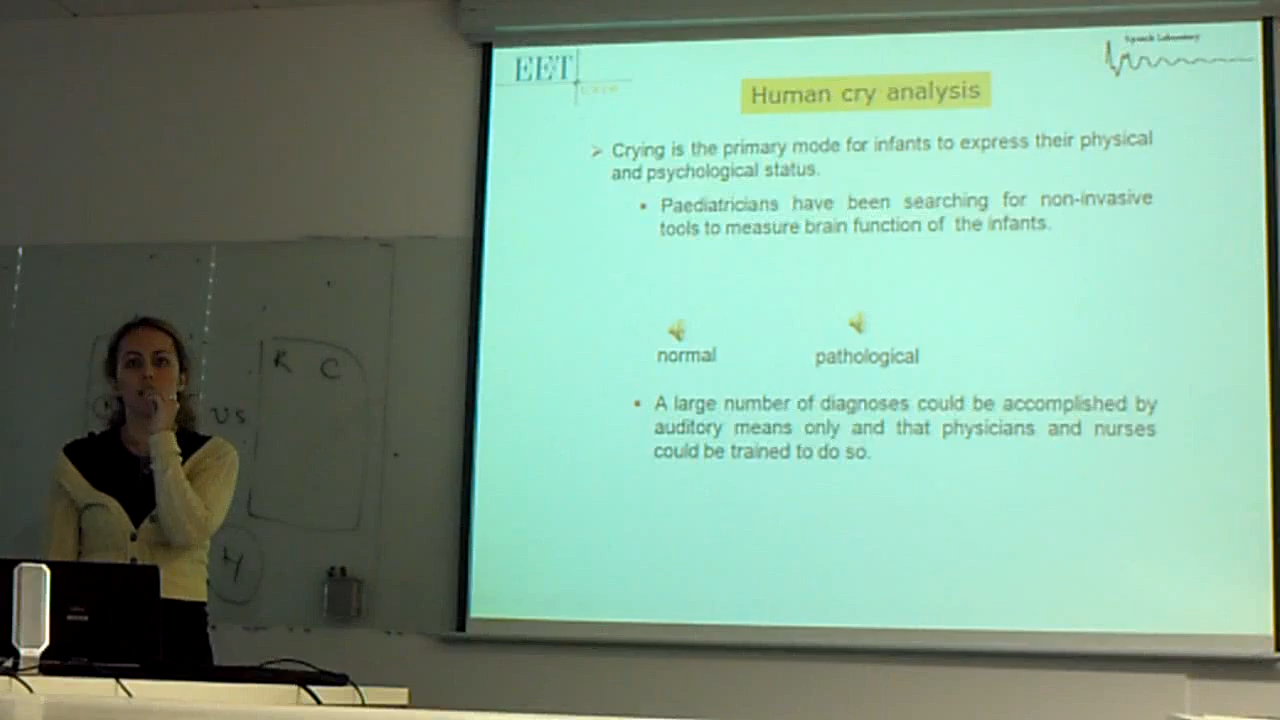 EET
Speech Laboratory
Human cry analysis
Crying is the primary mode for infants to express their physical
and psychological status.
Paediatricians have been searching for non-invasive
tools to measure brain function of the infants.
normal pathological
A large number of diagnoses could be accomplished by
auditory means only and that physicians and nurses
could be trained to do so.
R C
VS